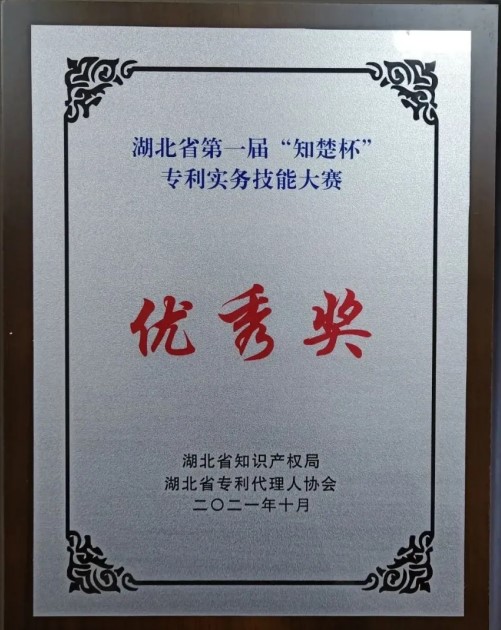 湖北省第一届“知楚杯”
专利实务技能大赛
优秀奖
湖北省知识产权局
湖北省专利代理人协会
二〇二一年十月